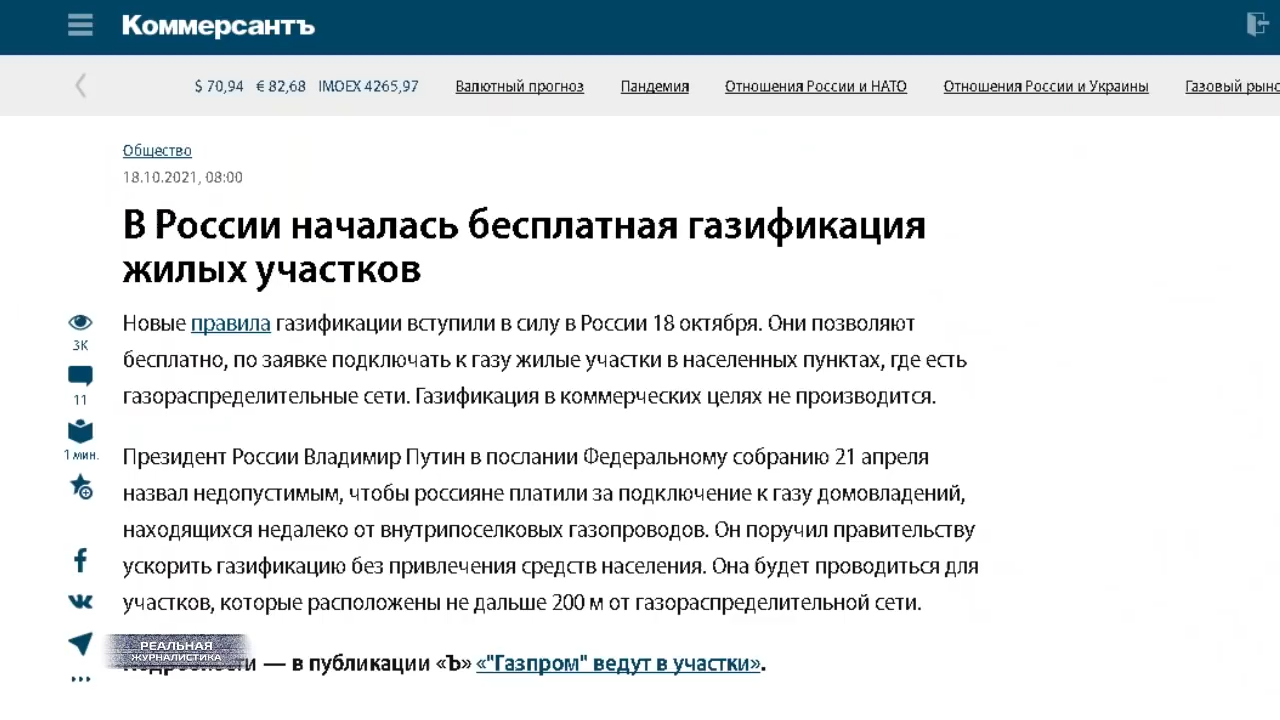 Коммерсантъ
$ 70,94 € 82,68 IMOEX 4265,97 Валютный прогноз Пандемия Отношения России и НАТО Отношения России и Украины Газовый рынс
Общество
18.10.2021, 08:00
В России началась бесплатная газификация
жилых участков
Новые правила газификации вступили в силу в России 18 октября. Они позволяют
бесплатно, по заявке подключать к газу жилые участки в населенных пунктах, где есть
газораспределительные сети. Газификация в коммерческих целях не производится.
3K
11
1 мин.
Президент России Владимир Путин в послании Федеральному собранию 21 апреля
назвал недопустимым, чтобы россияне платили за подключение к газу домовладений,
находящихся недалеко от внутрипоселковых газопроводов. Он поручил правительству
ускорить газификацию без привлечения средств населения. Она будет проводиться для
участков, которые расположены не дальше 200 м от газораспределительной сети.
РЕАЛЬНАЯ
ЖУРНАЛИСТИКА
— в публикации «Ъ» «"Газпром" ведут в участки».